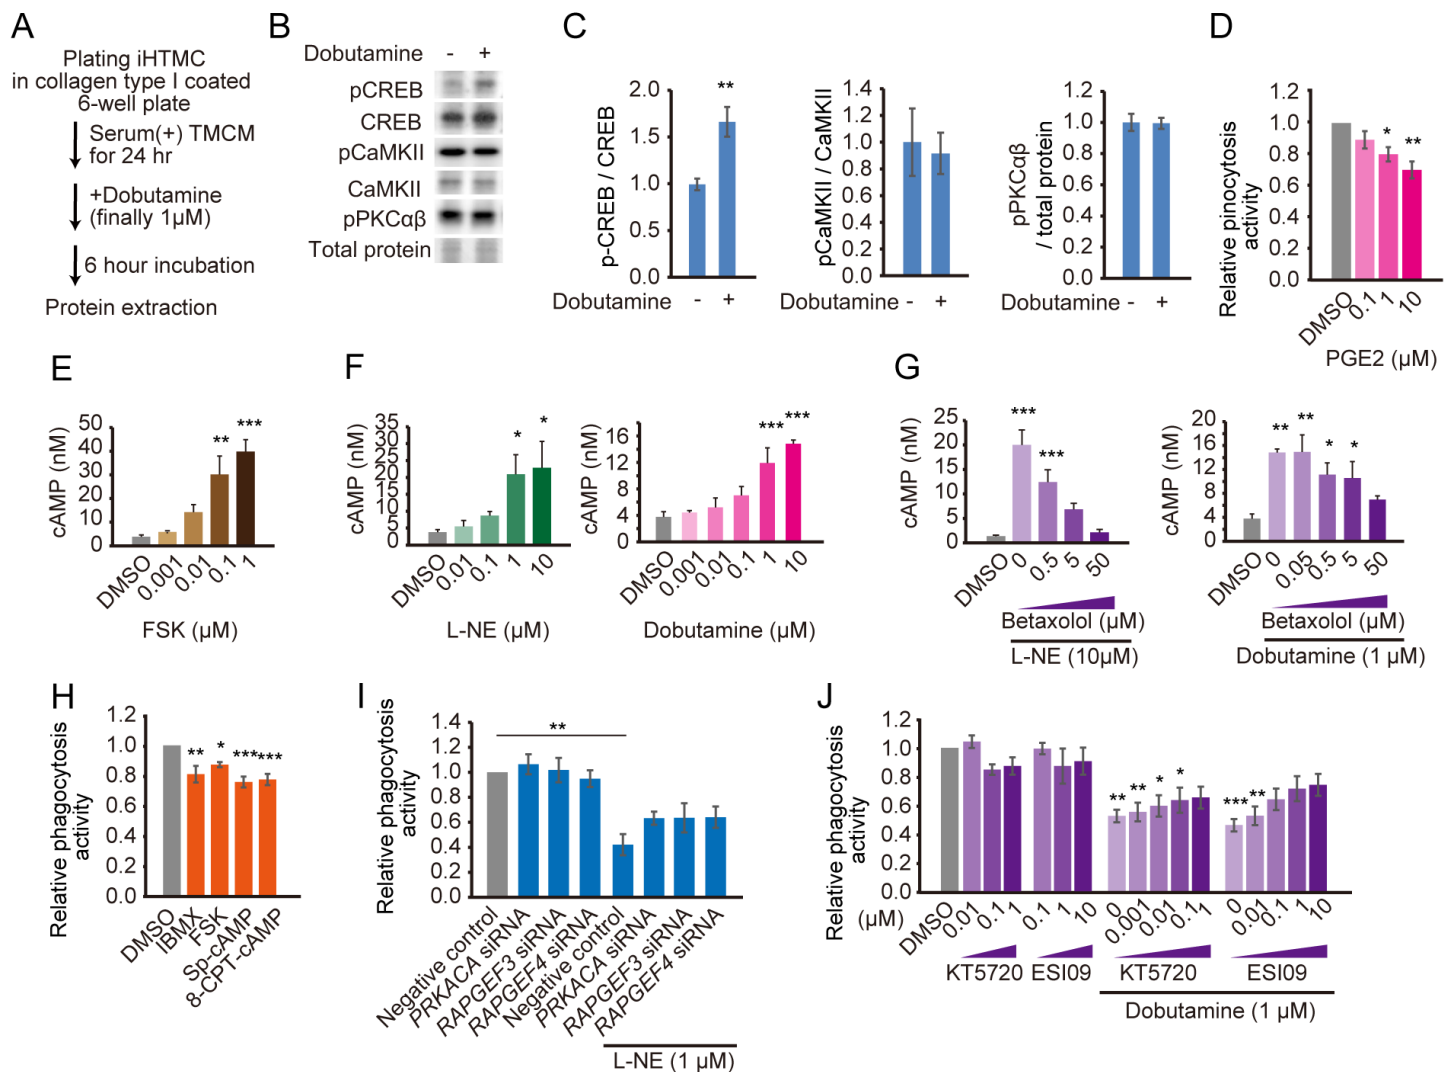 A
Plating iHTMC
in collagen type I coated
6-well plate
Serum(+) TMCM
for 24 hr
+Dobutamine
(finally 1μM)
6 hour incubation
Protein extraction
B
Dobutamine - +
pCREB
CREB
pCaMKII
CaMKII
pPKCαβ
Total protein
C
p-CREB / CREB
2.0
1.5
1.0
0.5
0.0
**
Dobutamine - +
pCaMKII / CaMKII
1.4
1.2
1.0
0.8
0.6
0.4
0.2
0.0
Dobutamine - +
pPKCαβ
/ total protein
1.2
1.0
0.8
0.6
0.4
0.2
0.0
Dobutamine - +
D
Relative pinocytosis
activity
1.2
1.0
0.8
0.6
0.4
0.2
0.0
* **
DMSO 0.1 1 10
PGE2 (μM)
E
cAMP (nM)
50
40
30
20
10
0
** ***
DMSO 0.001 0.01 0.1 1
FSK (μM)
F
cAMP (nM)
35
30
25
20
15
10
5
0
* *
DMSO 0.01 0.1 1 10
L-NE (μM)
cAMP (nM)
16
12
8
4
0
*** ***
DMSO 0.001 0.01 0.1 1 10
Dobutamine (μM)
G
cAMP (nM)
25
20
15
10
5
0
*** ***
DMSO 0 0.5 5 50
Betaxolol (μM)
L-NE (10μM)
cAMP (nM)
20
16
12
8
4
0
** ** * *
DMSO 0 0.05 0.5 5 50
Betaxolol (μM)
Dobutamine (1 μM)
H
Relative phagocytosis
activity
1.2
1.0
0.8
0.6
0.4
0.2
0.0
** * *** ***
DMSO IBMX FSK Sp-cAMP 8-CPT-cAMP
I
Relative phagocytosis
activity
1.4
1.2
1.0
0.8
0.6
0.4
0.2
0.0
**
Negative control PRKACA siRNA RAPGEF3 siRNA RAPGEF4 siRNA Negative control PRKACA siRNA RAPGEF3 siRNA RAPGEF4 siRNA
L-NE (1 μM)
J
Relative phagocytosis
activity
1.2
1.0
0.8
0.6
0.4
0.2
0.0
** ** * * *** **
(μM) DMSO 0.01 0.1 1 0.1 1 10 0 0.001 0.01 0.1 1 0 0.01 0.1 1 10
KT5720 ESI09 KT5720 ESI09
Dobutamine (1 μM)